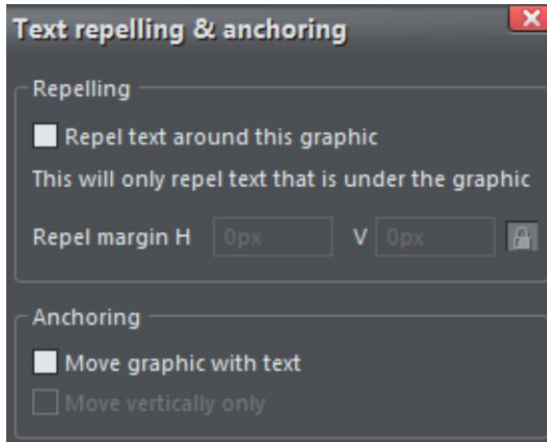 Text repelling & anchoring
Repelling
Repel text around this graphic
This will only repel text that is under the graphic
Repel margin H 0px V 0px
Anchoring
Move graphic with text
Move vertically only